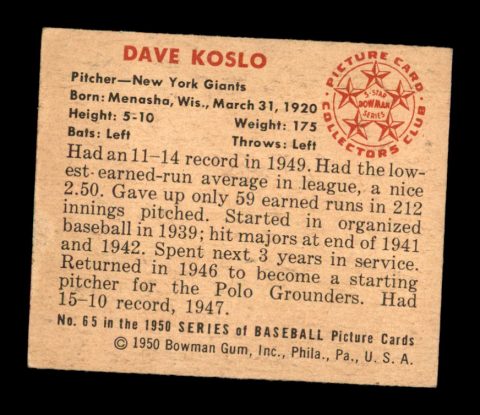 DAVE KOSLO
Pitcher—New York Giants
Born: Menasha, Wis., March 31, 1920
Height: 5-10 Weight: 175
Bats: Left Throws: Left
PICTURE CARD
COLLECTORS CLUB
5-STAR
BOWMAN
SERIES
Had an 11-14 record in 1949. Had the low-
est earned-run average in league, a nice
2.50. Gave up only 59 earned runs in 212
innings pitched. Started in organized
baseball in 1939; hit majors at end of 1941
and 1942. Spent next 3 years in service.
Returned in 1946 to become a starting
pitcher for the Polo Grounders. Had
15-10 record, 1947.
No. 65 in the 1950 SERIES of BASEBALL Picture Cards
© 1950 Bowman Gum, Inc., Phila., Pa., U. S. A.